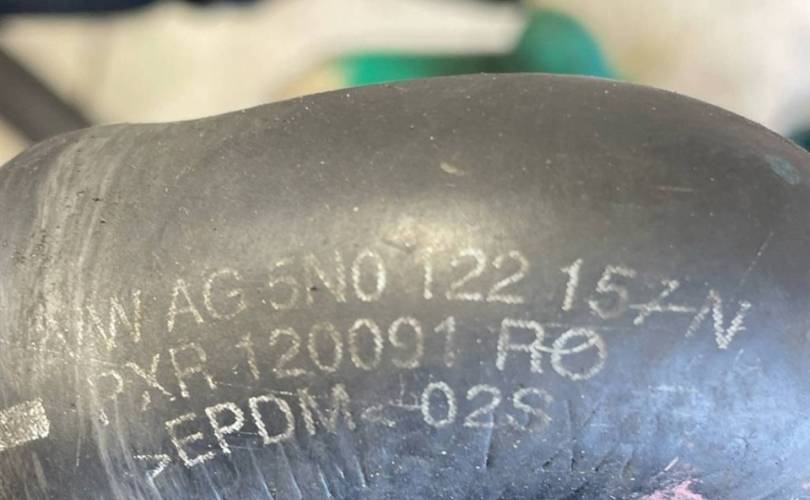 VW AG 5N0 122 157 N
PXR 120091 RO
>EPDM< 02S